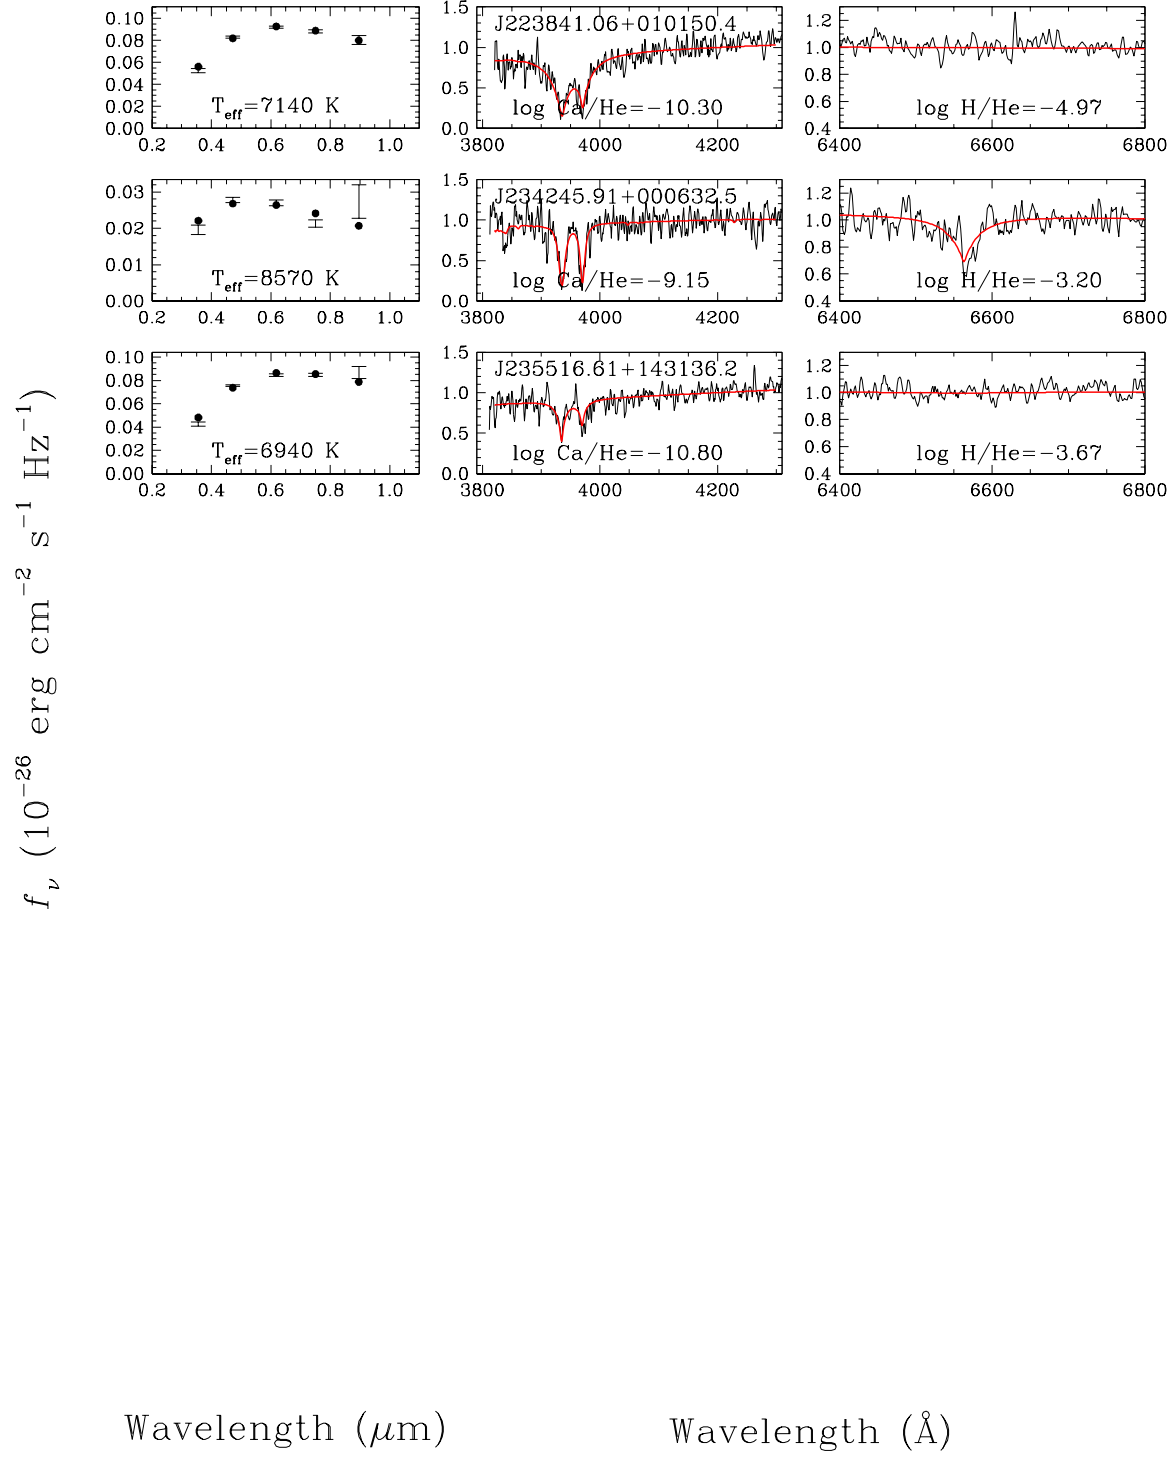 0.10
0.08
0.06
0.04
0.02
0.00
T_eff=7140 K
0.2 0.4 0.6 0.8 1.0
1.5
1.0
0.5
0.0
J223841.06+010150.4
log Ca/He=−10.30
3800 4000 4200
1.2
1.0
0.8
0.6
0.4
log H/He=−4.97
6400 6600 6800
0.03
0.02
0.01
0.00
T_eff=8570 K
0.2 0.4 0.6 0.8 1.0
1.5
1.0
0.5
0.0
J234245.91+000632.5
log Ca/He=−9.15
3800 4000 4200
1.2
1.0
0.8
0.6
0.4
log H/He=−3.20
6400 6600 6800
0.10
0.08
0.06
0.04
0.02
0.00
T_eff=6940 K
0.2 0.4 0.6 0.8 1.0
1.5
1.0
0.5
0.0
J235516.61+143136.2
log Ca/He=−10.80
3800 4000 4200
1.2
1.0
0.8
0.6
0.4
log H/He=−3.67
6400 6600 6800
f_ν (10^−26 erg cm^−2 s^−1 Hz^−1)
Wavelength (μm)
Wavelength (Å)